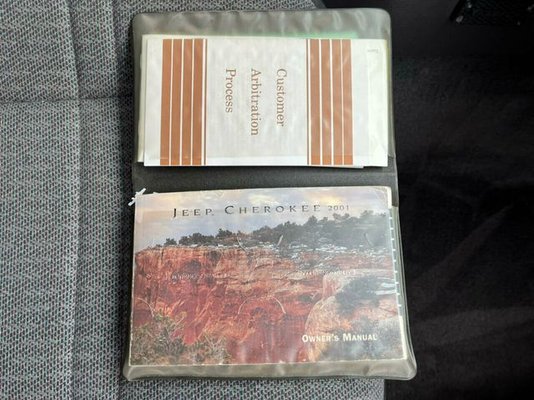 Customer
Arbitration
Process
JEEP CHEROKEE 2001
OWNER'S MANUAL